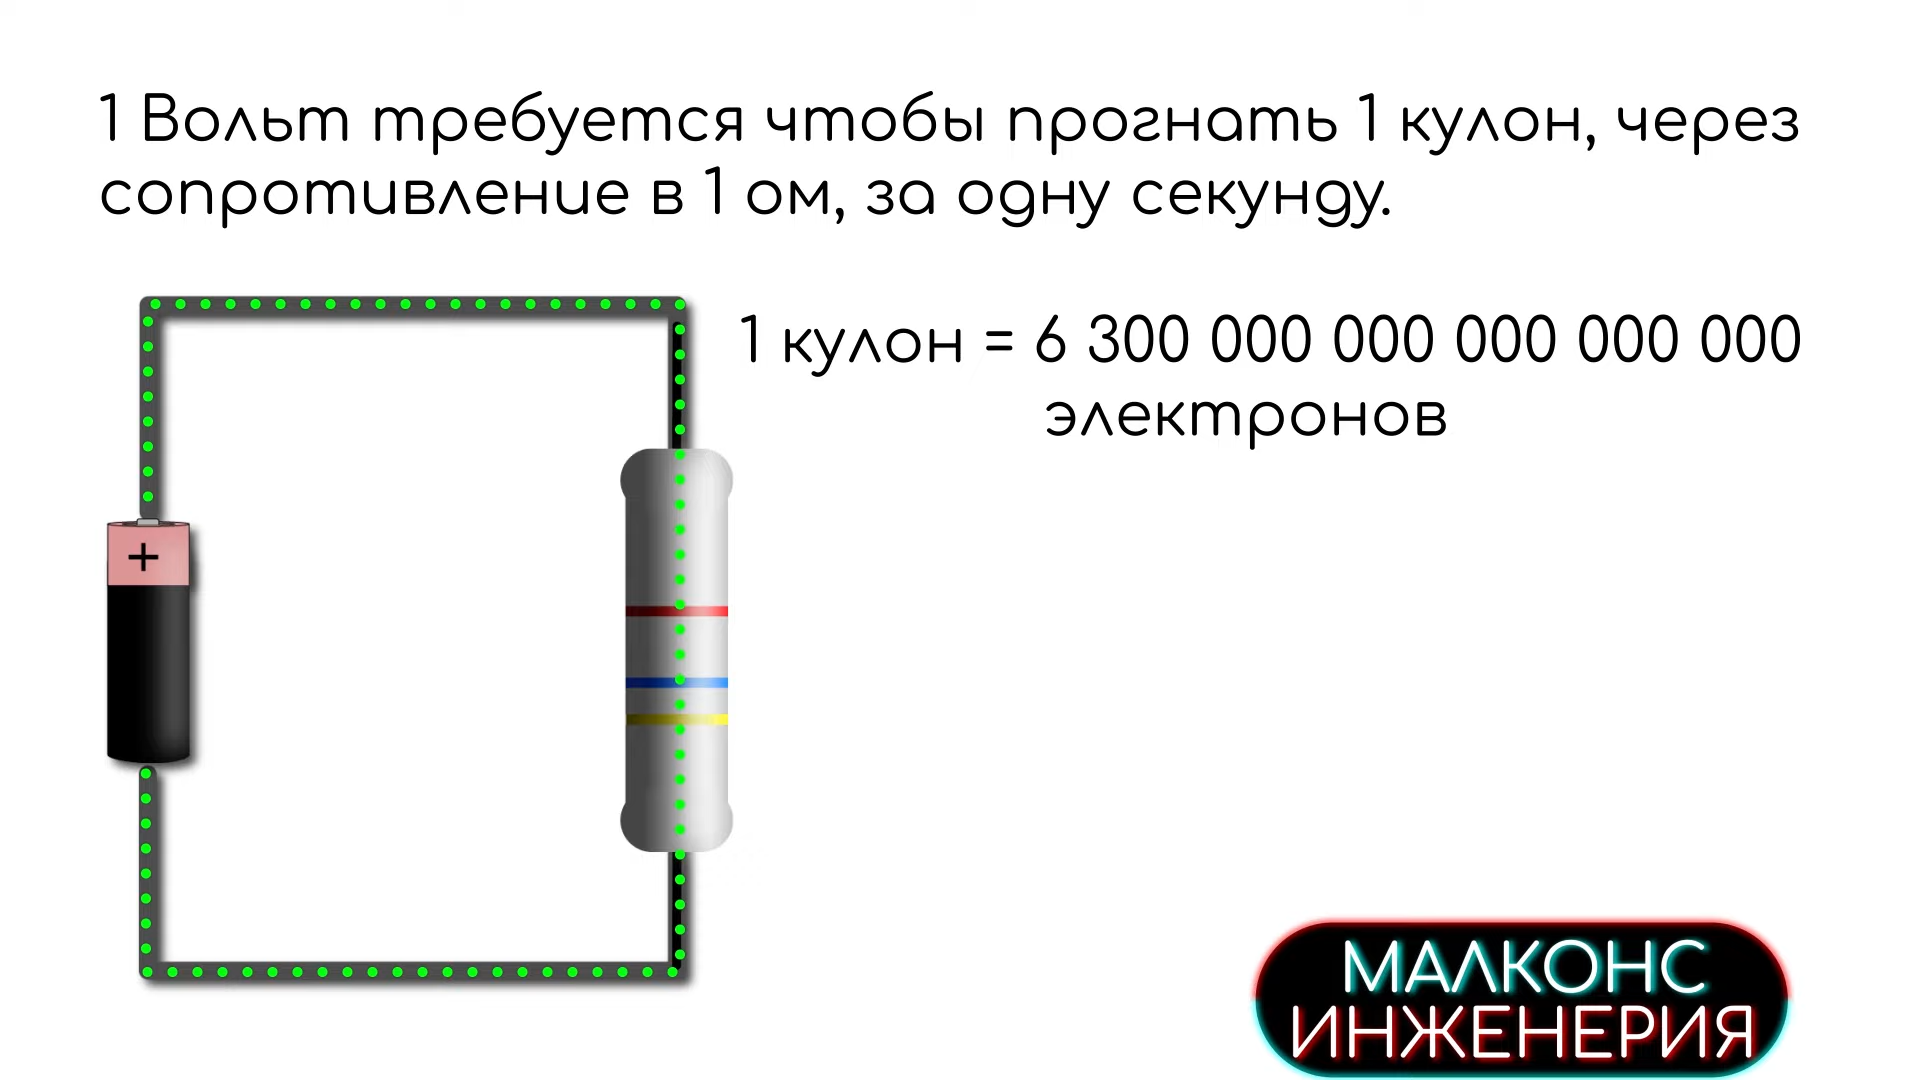 1 Вольт требуется чтобы прогнать 1 кулон, через
сопротивление в 1 ом, за одну секунду.
1 кулон = 6 300 000 000 000 000 000
электронов
+
МАЛКОНС
ИНЖЕНЕРИЯ